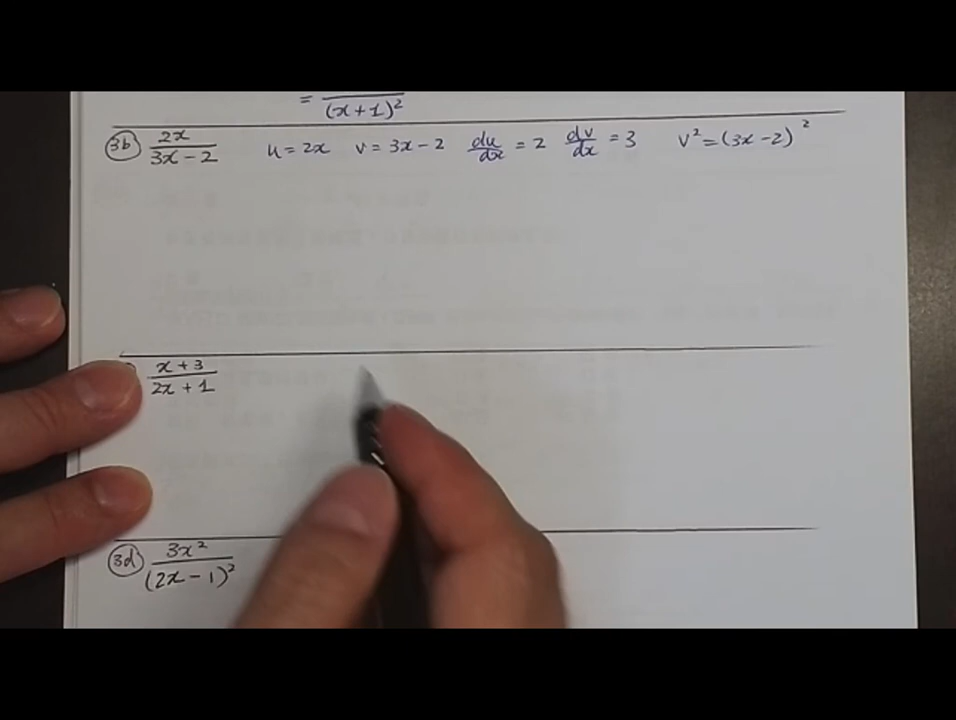 = ―/(x+1)²
3b) 2x/(3x-2) u = 2x v = 3x-2 du/dx = 2 dv/dx = 3 v² = (3x-2)²
(x+3)/(2x+1)
3d) 3x²/(2x-1)²